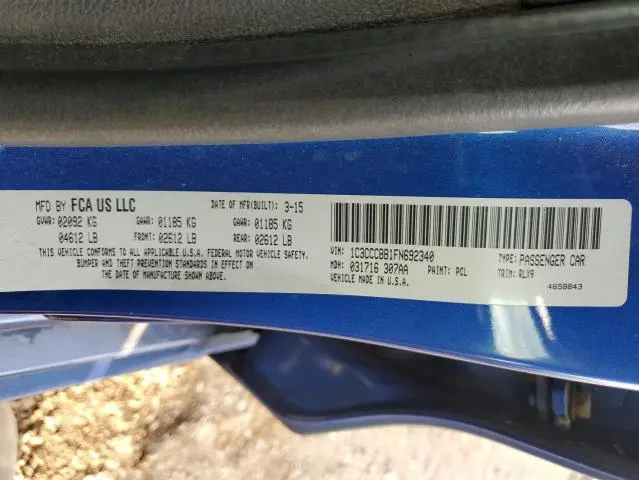 MFD BY FCA US LLC DATE OF MFR(BUILT): 3-15
GVWR: 02092 KG GAWR: 01185 KG GAWR: 01185 KG
04612 LB FRONT: 02612 LB REAR: 02612 LB
THIS VEHICLE CONFORMS TO ALL APPLICABLE U.S.A. FEDERAL MOTOR VEHICLE SAFETY,
BUMPER AND THEFT PREVENTION STANDARDS IN EFFECT ON
THE DATE OF MANUFACTURE SHOWN ABOVE.
VIN: 1C3CCCBB1FN692340 TYPE: PASSENGER CAR
MDH: 031716 307AA PAINT: PCL TRIM: RLX9
VEHICLE MADE IN U.S.A. 4658843